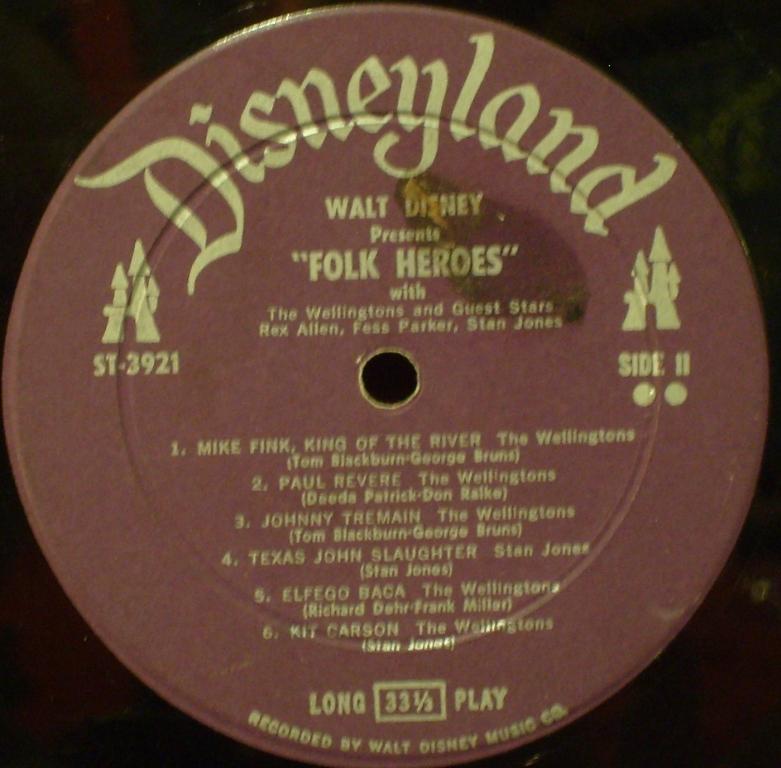 Disneyland
WALT DISNEY
Presents
"FOLK HEROES"
with
The Wellingtons and Guest Stars
Rex Allen, Fess Parker, Stan Jones
ST-3921
SIDE II
1. MIKE FINK, KING OF THE RIVER The Wellingtons
(Tom Blackburn-George Bruns)
2. PAUL REVERE The Wellingtons
(Deeda Patrick-Don Raike)
3. JOHNNY TREMAIN The Wellingtons
(Tom Blackburn-George Bruns)
4. TEXAS JOHN SLAUGHTER Stan Jones
(Stan Jones)
5. ELFEGO BACA The Wellingtons
(Richard Dehr-Frank Miller)
6. KIT CARSON The Wellingtons
(Stan Jones)
LONG 33⅓ PLAY
RECORDED BY WALT DISNEY MUSIC CO.